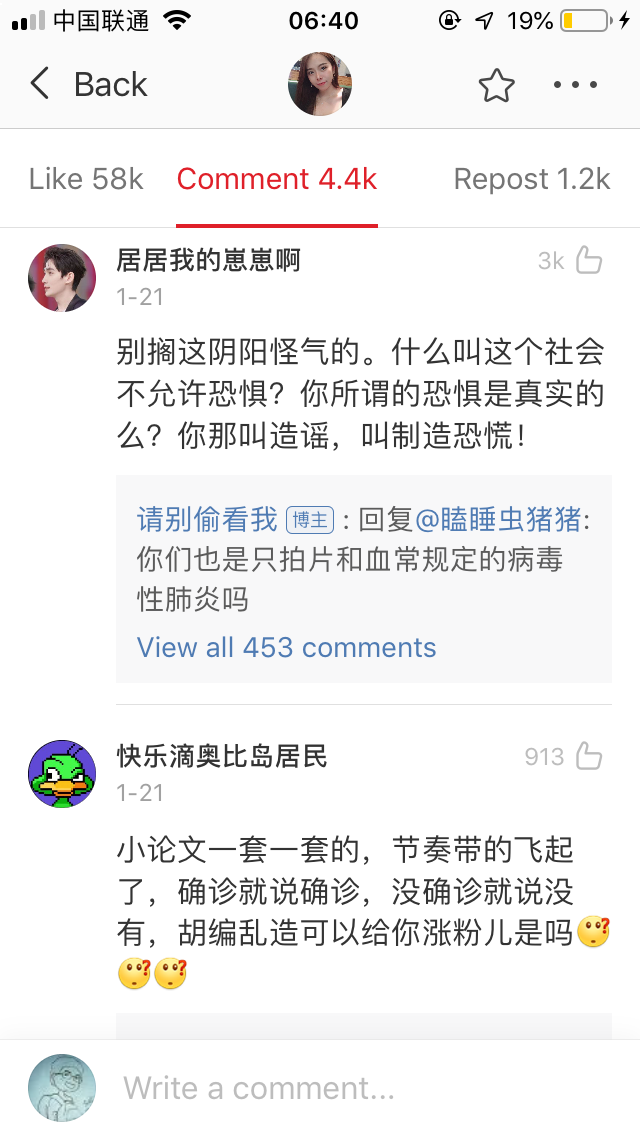 中国联通 06:40 19%
Back
Like 58k Comment 4.4k Repost 1.2k
居居我的崽崽啊 3k
1-21
别搁这阴阳怪气的。什么叫这个社会
不允许恐惧？你所谓的恐惧是真实的
么？你那叫造谣，叫制造恐慌！
请别偷看我 博主 : 回复@瞌睡虫猪猪:
你们也是只拍片和血常规定的病毒
性肺炎吗
View all 453 comments
快乐滴奥比岛居民 913
1-21
小论文一套一套的，节奏带的飞起
了，确诊就说确诊，没确诊就说没
有，胡编乱造可以给你涨粉儿是吗
Write a comment...